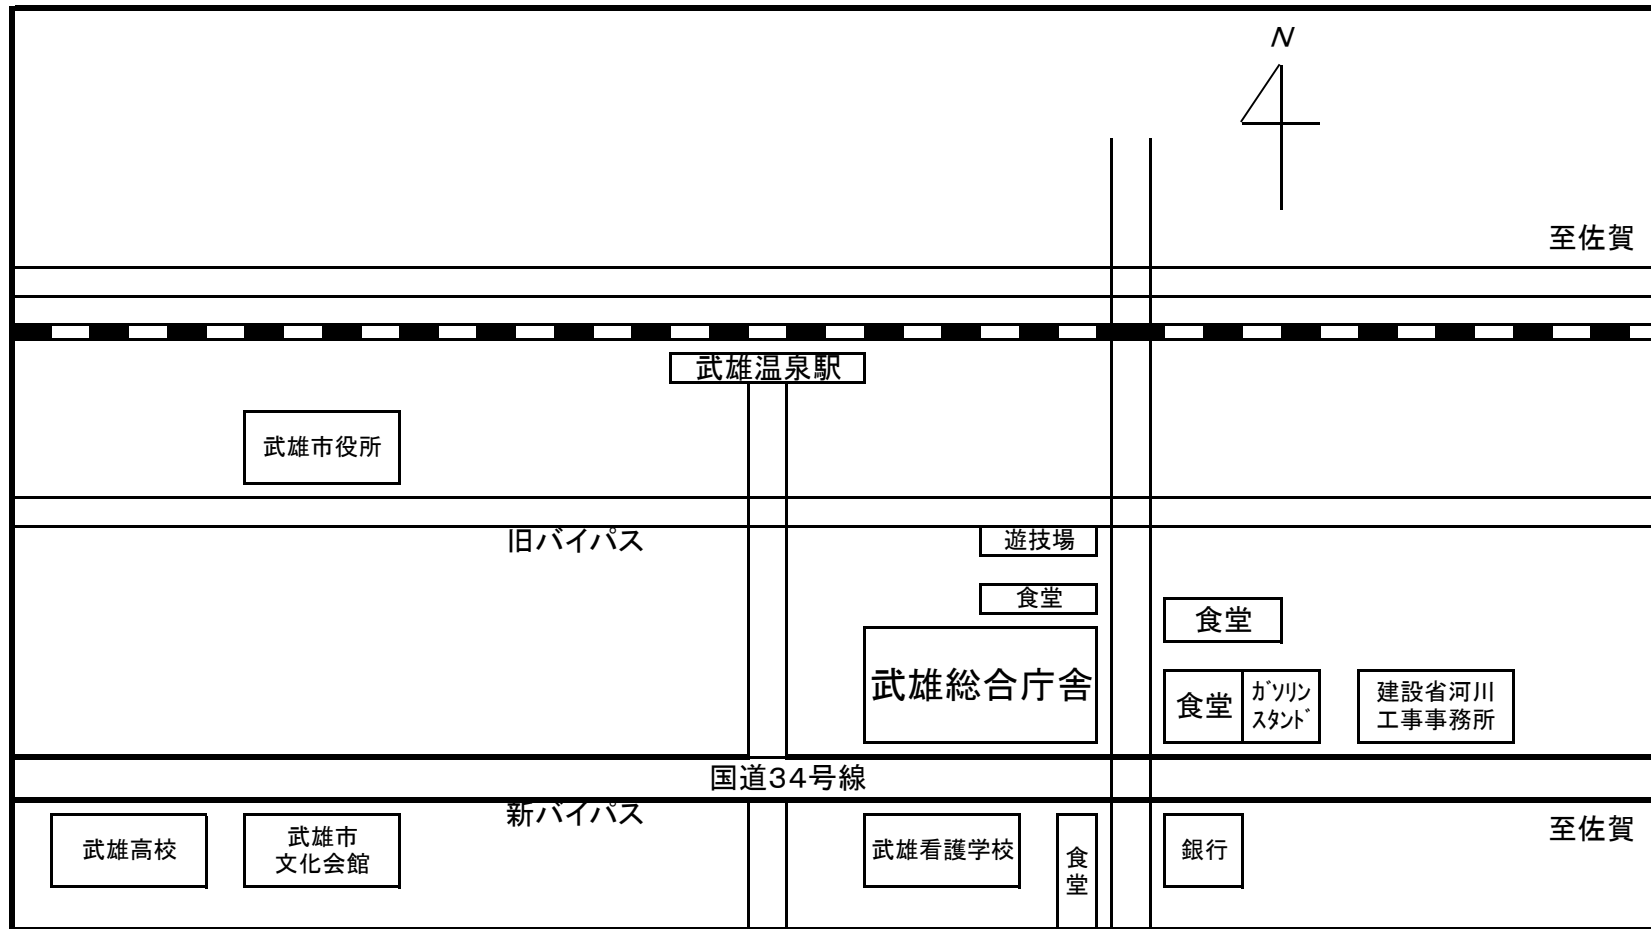 N
至佐賀
武雄温泉駅
武雄市役所
旧バイパス
遊技場
食堂
食堂
武雄総合庁舎
食堂
ｶﾞｿﾘﾝ
ｽﾀﾝﾄﾞ
建設省河川
工事事務所
国道34号線
新バイパス
至佐賀
武雄高校
武雄市
文化会館
武雄看護学校
食
堂
銀行